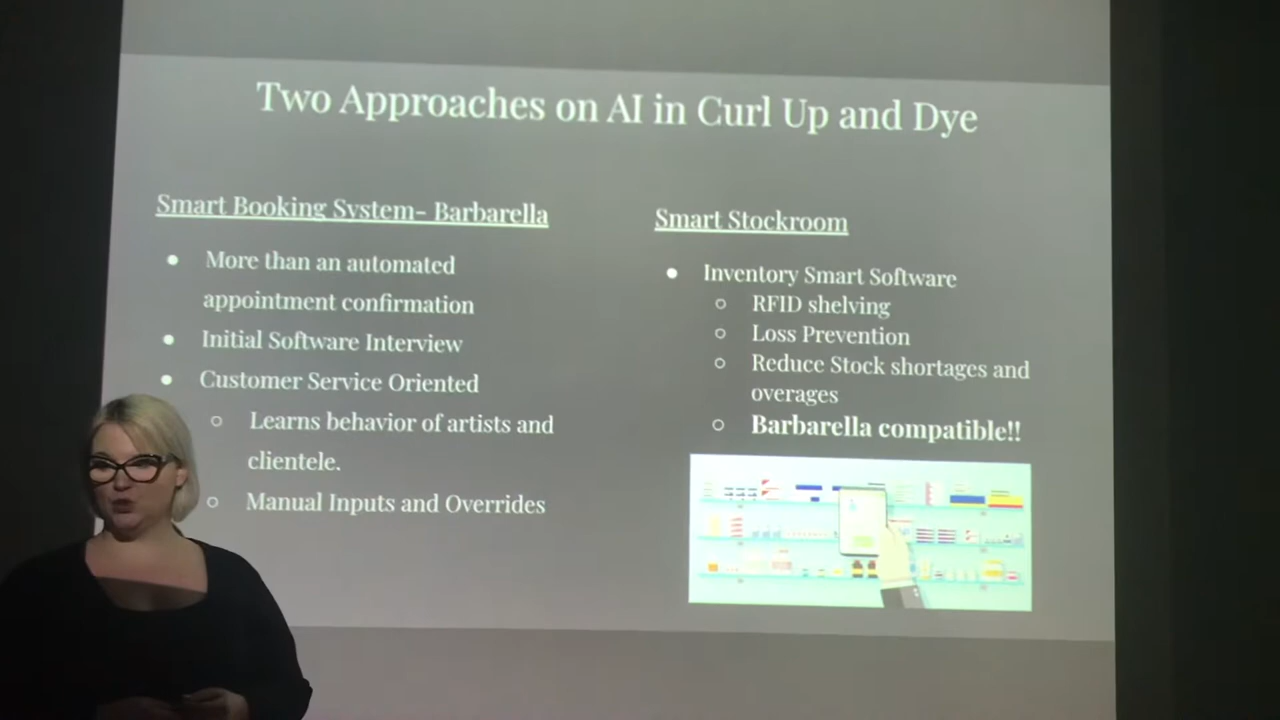 Two Approaches on AI in Curl Up and Dye
Smart Booking System- Barbarella
More than an automated
appointment confirmation
Initial Software Interview
Customer Service Oriented
Learns behavior of artists and
clientele.
Manual Inputs and Overrides
Smart Stockroom
Inventory Smart Software
RFID shelving
Loss Prevention
Reduce Stock shortages and
overages
Barbarella compatible!!